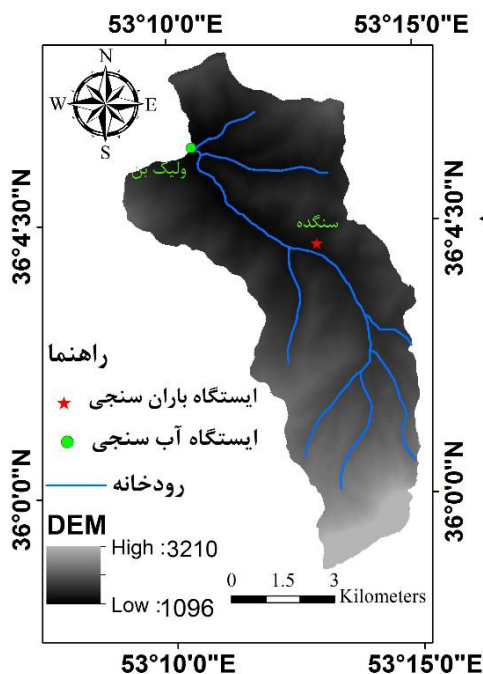 53°10'0"E 53°15'0"E
N
W E
S
ولیک بن
سنگده
36°4'30"N 36°4'30"N
راهنما
ایستگاه باران سنجی
ایستگاه آب سنجی
رودخانه
36°0'0"N 36°0'0"N
DEM
High :3210
Low :1096
0 1.5 3
Kilometers
53°10'0"E 53°15'0"E